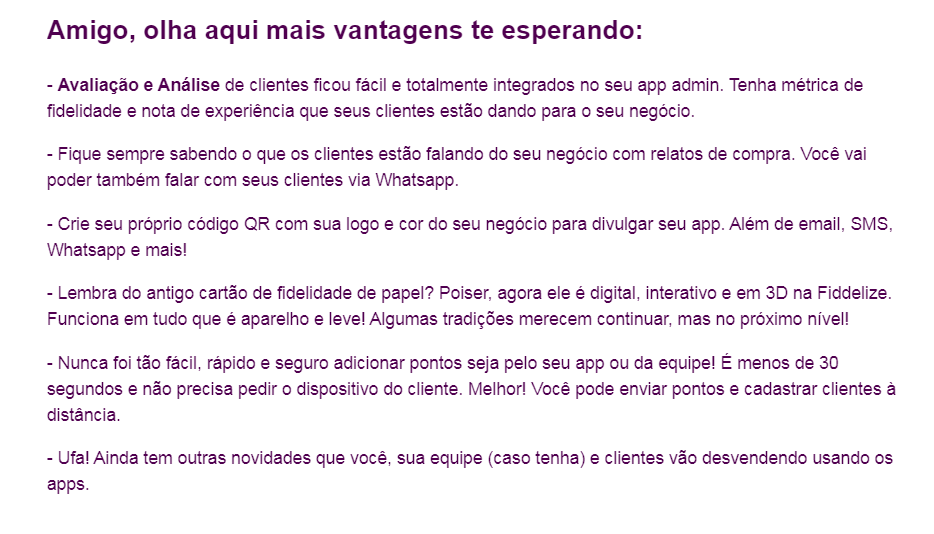 Amigo, olha aqui mais vantagens te esperando:
- Avaliação e Análise de clientes ficou fácil e totalmente integrados no seu app admin. Tenha métrica de
fidelidade e nota de experiência que seus clientes estão dando para o seu negócio.
- Fique sempre sabendo o que os clientes estão falando do seu negócio com relatos de compra. Você vai
poder também falar com seus clientes via Whatsapp.
- Crie seu próprio código QR com sua logo e cor do seu negócio para divulgar seu app. Além de email, SMS,
Whatsapp e mais!
- Lembra do antigo cartão de fidelidade de papel? Poiser, agora ele é digital, interativo e em 3D na Fiddelize.
Funciona em tudo que é aparelho e leve! Algumas tradições merecem continuar, mas no próximo nível!
- Nunca foi tão fácil, rápido e seguro adicionar pontos seja pelo seu app ou da equipe! É menos de 30
segundos e não precisa pedir o dispositivo do cliente. Melhor! Você pode enviar pontos e cadastrar clientes à
distância.
- Ufa! Ainda tem outras novidades que você, sua equipe (caso tenha) e clientes vão desvendendo usando os
apps.